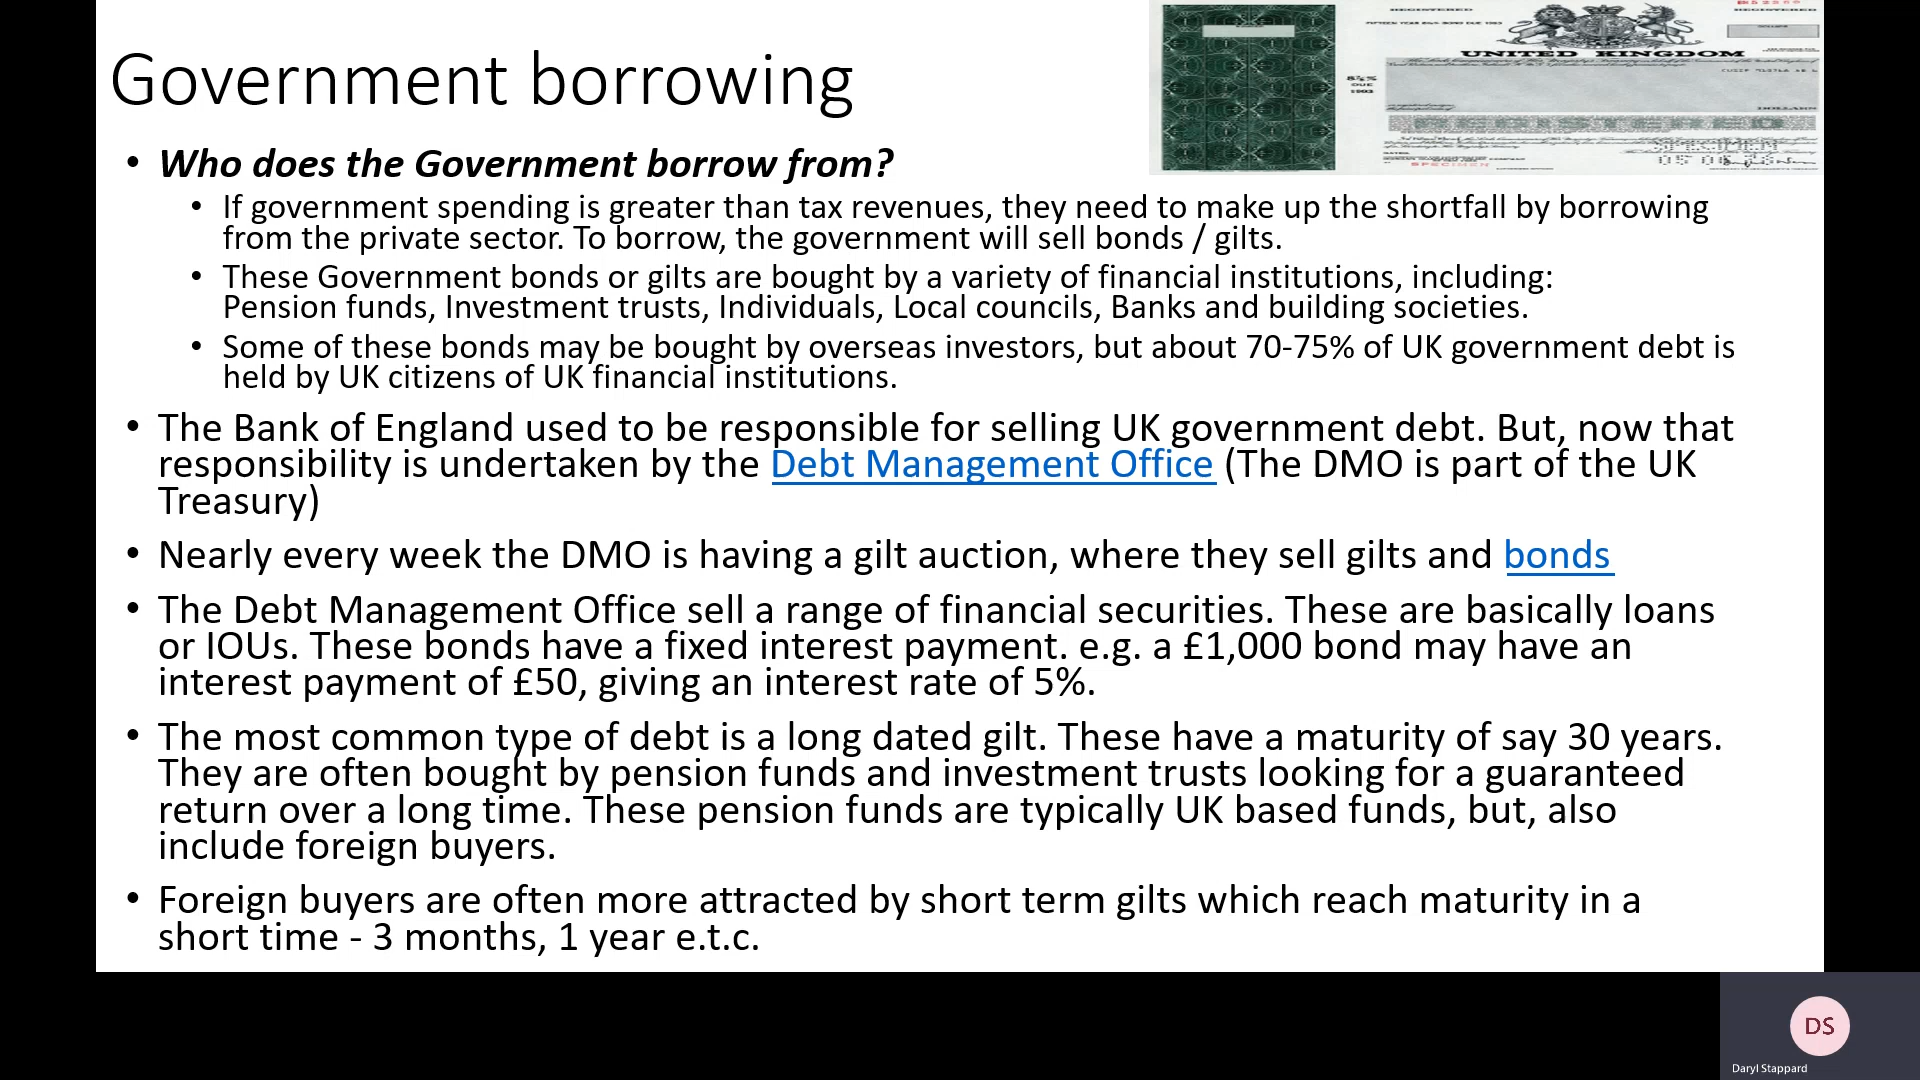 Government borrowing
UNITED KINGDOM
REGISTERED
REGISTERED
DUE
1993
DOLLARS
REGISTERED
SPECIMEN
SPECIMEN
• Who does the Government borrow from?
• If government spending is greater than tax revenues, they need to make up the shortfall by borrowing
from the private sector. To borrow, the government will sell bonds / gilts.
• These Government bonds or gilts are bought by a variety of financial institutions, including:
Pension funds, Investment trusts, Individuals, Local councils, Banks and building societies.
• Some of these bonds may be bought by overseas investors, but about 70-75% of UK government debt is
held by UK citizens of UK financial institutions.
• The Bank of England used to be responsible for selling UK government debt. But, now that
responsibility is undertaken by the Debt Management Office (The DMO is part of the UK
Treasury)
• Nearly every week the DMO is having a gilt auction, where they sell gilts and bonds
• The Debt Management Office sell a range of financial securities. These are basically loans
or IOUs. These bonds have a fixed interest payment. e.g. a £1,000 bond may have an
interest payment of £50, giving an interest rate of 5%.
• The most common type of debt is a long dated gilt. These have a maturity of say 30 years.
They are often bought by pension funds and investment trusts looking for a guaranteed
return over a long time. These pension funds are typically UK based funds, but, also
include foreign buyers.
• Foreign buyers are often more attracted by short term gilts which reach maturity in a
short time - 3 months, 1 year e.t.c.
DS
Daryl Stappard